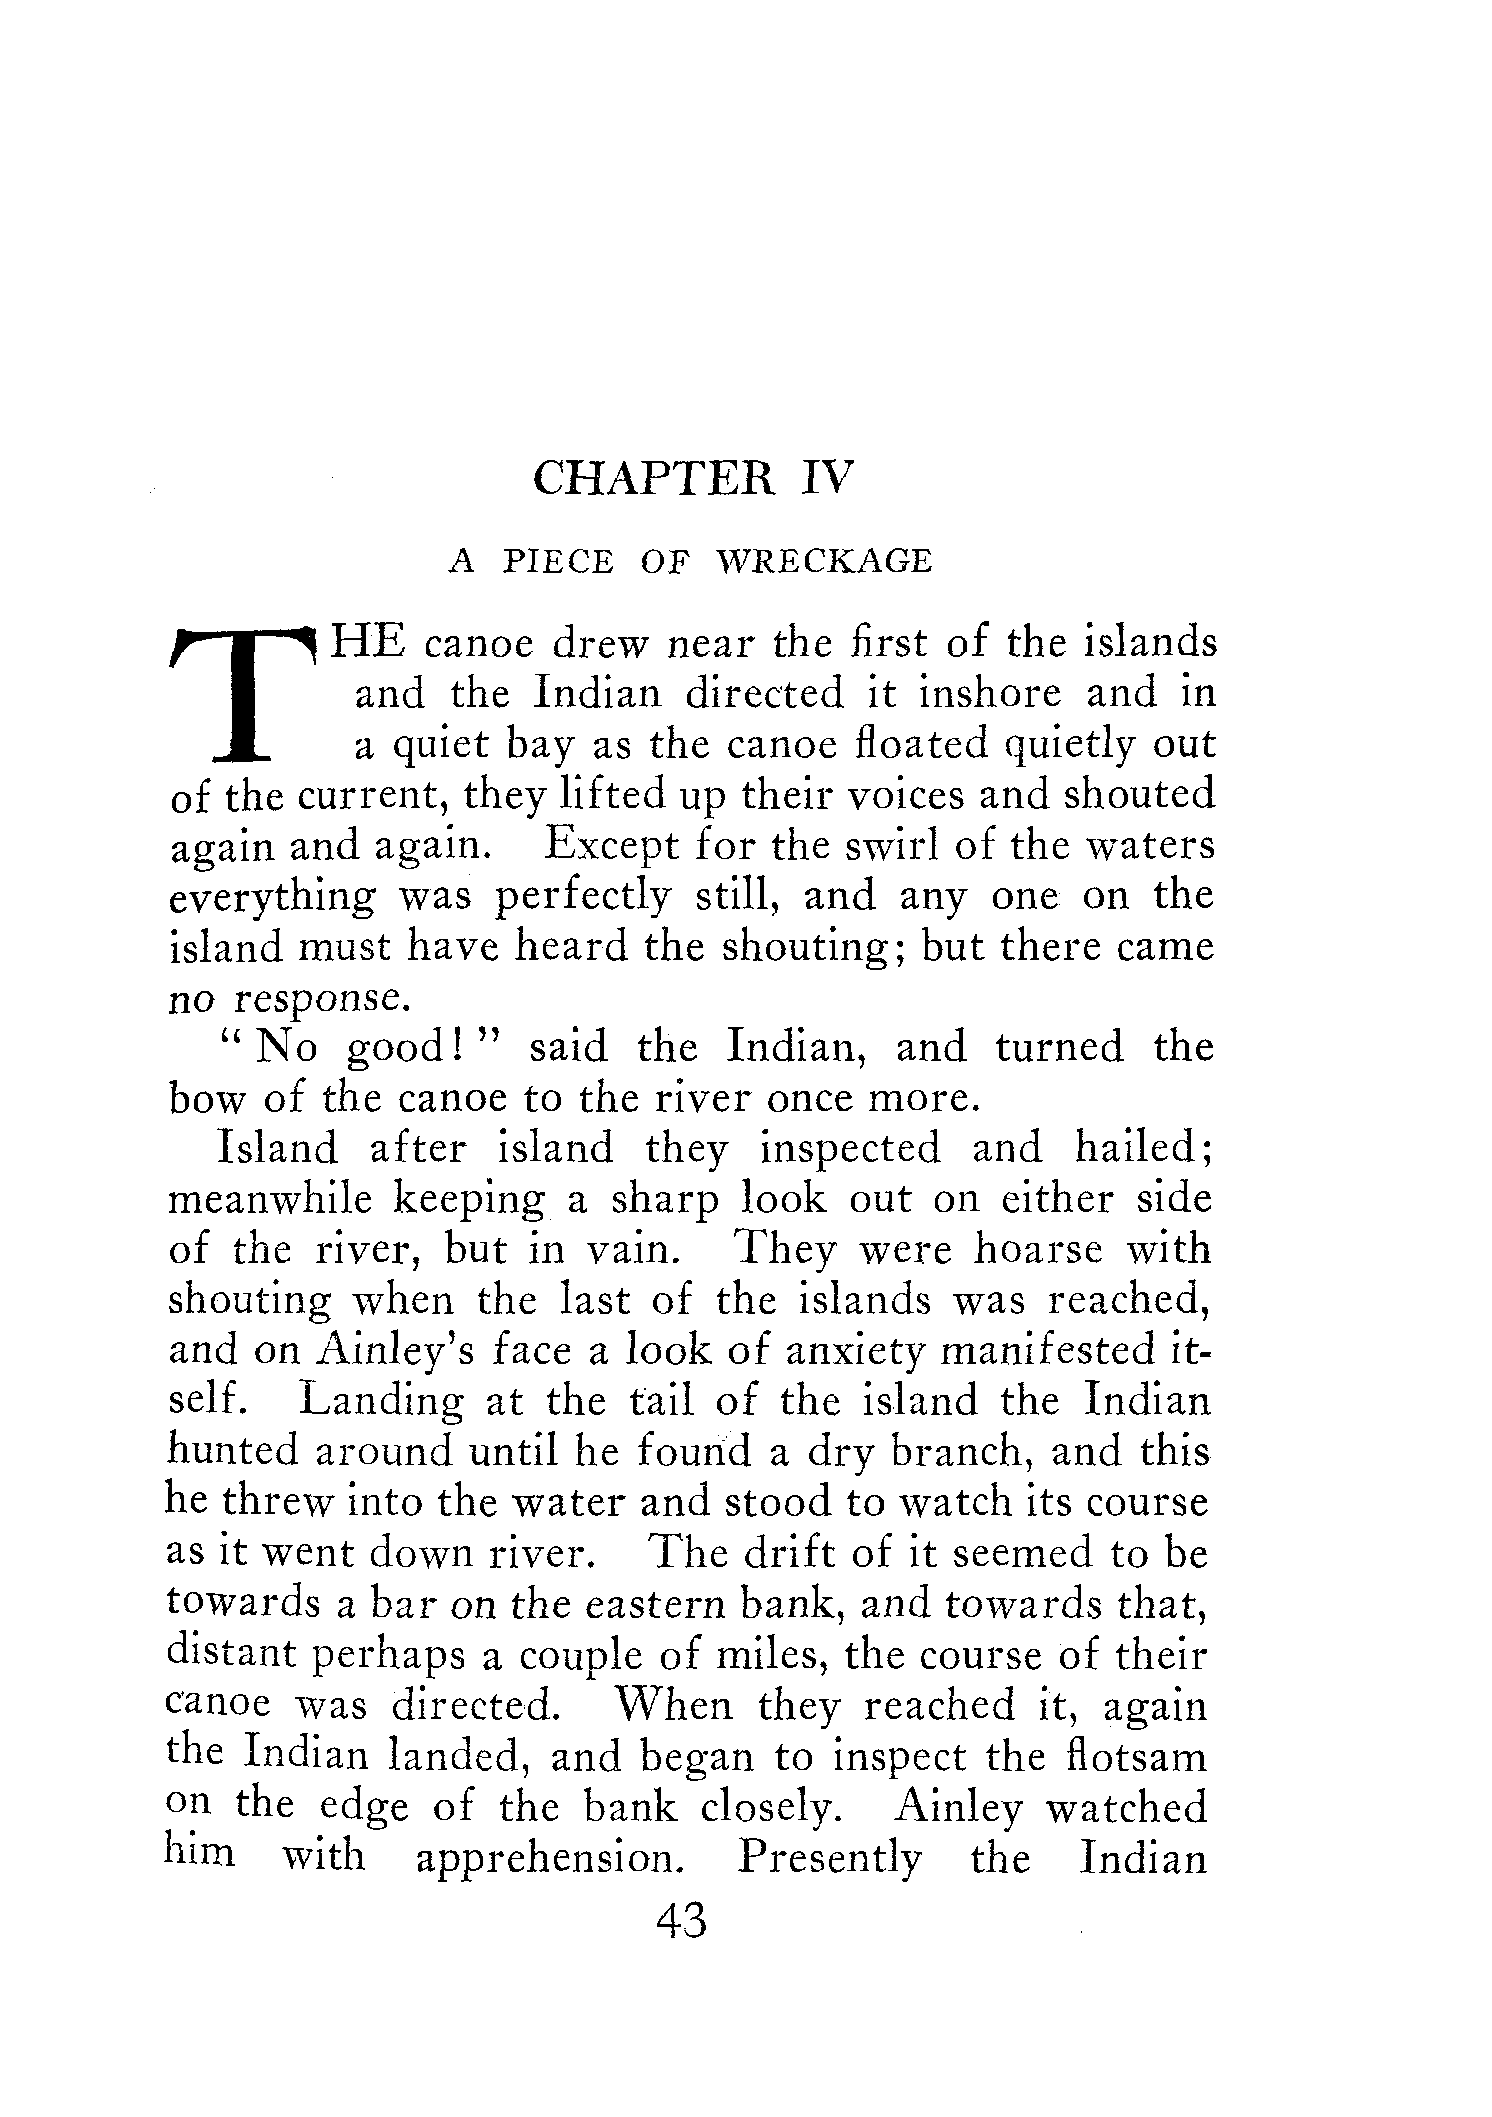 CHAPTER IV
A PIECE OF WRECKAGE
THE canoe drew near the first of the islands
and the Indian directed it inshore and in
a quiet bay as the canoe floated quietly out
of the current, they lifted up their voices and shouted
again and again. Except for the swirl of the waters
everything was perfectly still, and any one on the
island must have heard the shouting; but there came
no response.
“ No good! ” said the Indian, and turned the
bow of the canoe to the river once more.
Island after island they inspected and hailed;
meanwhile keeping a sharp look out on either side
of the river, but in vain. They were hoarse with
shouting when the last of the islands was reached,
and on Ainley's face a look of anxiety manifested it-
self. Landing at the tail of the island the Indian
hunted around until he found a dry branch, and this
he threw into the water and stood to watch its course
as it went down river. The drift of it seemed to be
towards a bar on the eastern bank, and towards that,
distant perhaps a couple of miles, the course of their
canoe was directed. When they reached it, again
the Indian landed, and began to inspect the flotsam
on the edge of the bank closely. Ainley watched
him with apprehension. Presently the Indian
43